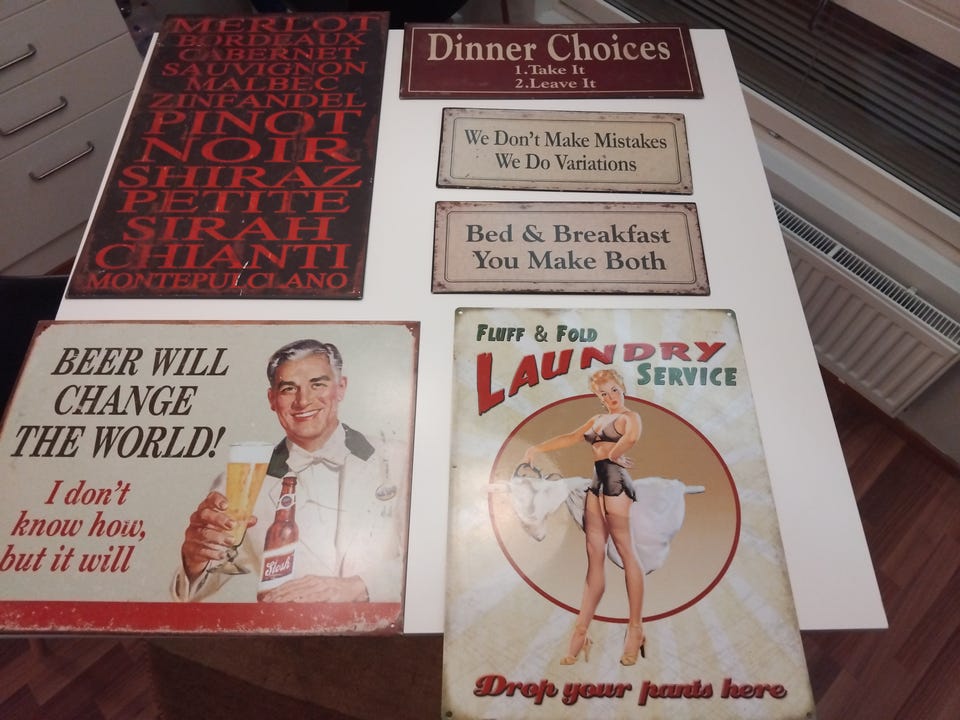 MERLOT
BORDEAUX
CABERNET
SAUVIGNON
MALBEC
ZINFANDEL
PINOT
NOIR
SHIRAZ
PETITE
SIRAH
CHIANTI
MONTEPULCIANO
Dinner Choices
1.Take It
2.Leave It
We Don't Make Mistakes
We Do Variations
Bed & Breakfast
You Make Both
BEER WILL
CHANGE
THE WORLD!
I don't
know how,
but it will
Slosh
FLUFF & FOLD
LAUNDRY
SERVICE
Drop your pants here